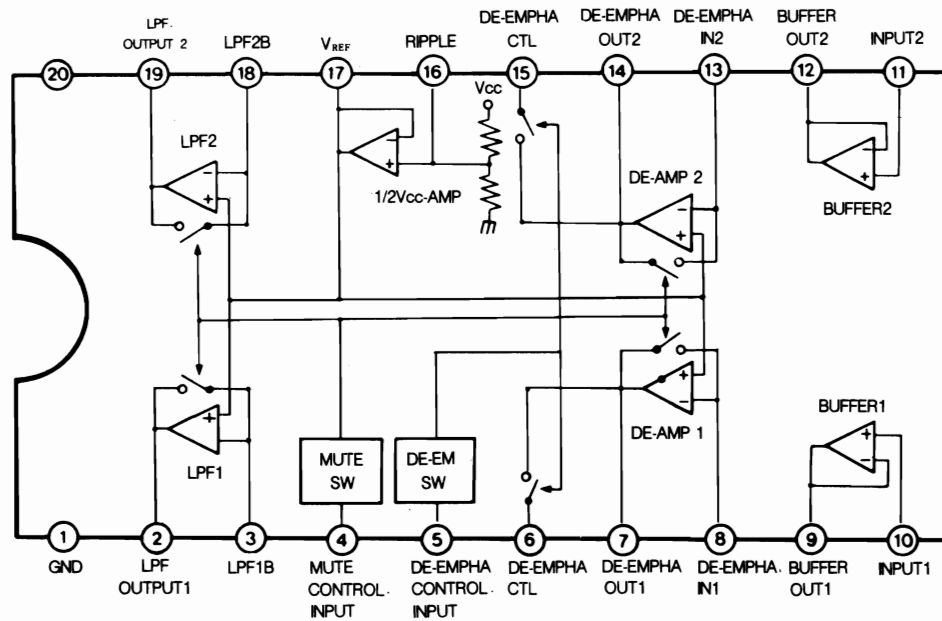 LPF. DE-EMPHA DE-EMPHA DE-EMPHA BUFFER
OUTPUT 2 LPF2B VREF RIPPLE CTL OUT2 IN2 OUT2 INPUT2
20 19 18 17 16 15 14 13 12 11
Vcc
LPF2
-
+
-
+
1/2Vcc-AMP
DE-AMP 2
-
+
-
+
BUFFER2
+
-
LPF1
MUTE
SW
DE-EM
SW
+
-
DE-AMP 1
BUFFER1
+
-
1 2 3 4 5 6 7 8 9 10
GND LPF LPF1B MUTE DE-EMPHA DE-EMPHA DE-EMPHA DE-EMPHA. BUFFER INPUT1
OUTPUT1 CONTROL. CONTROL. CTL OUT1 IN1 OUT1
INPUT INPUT